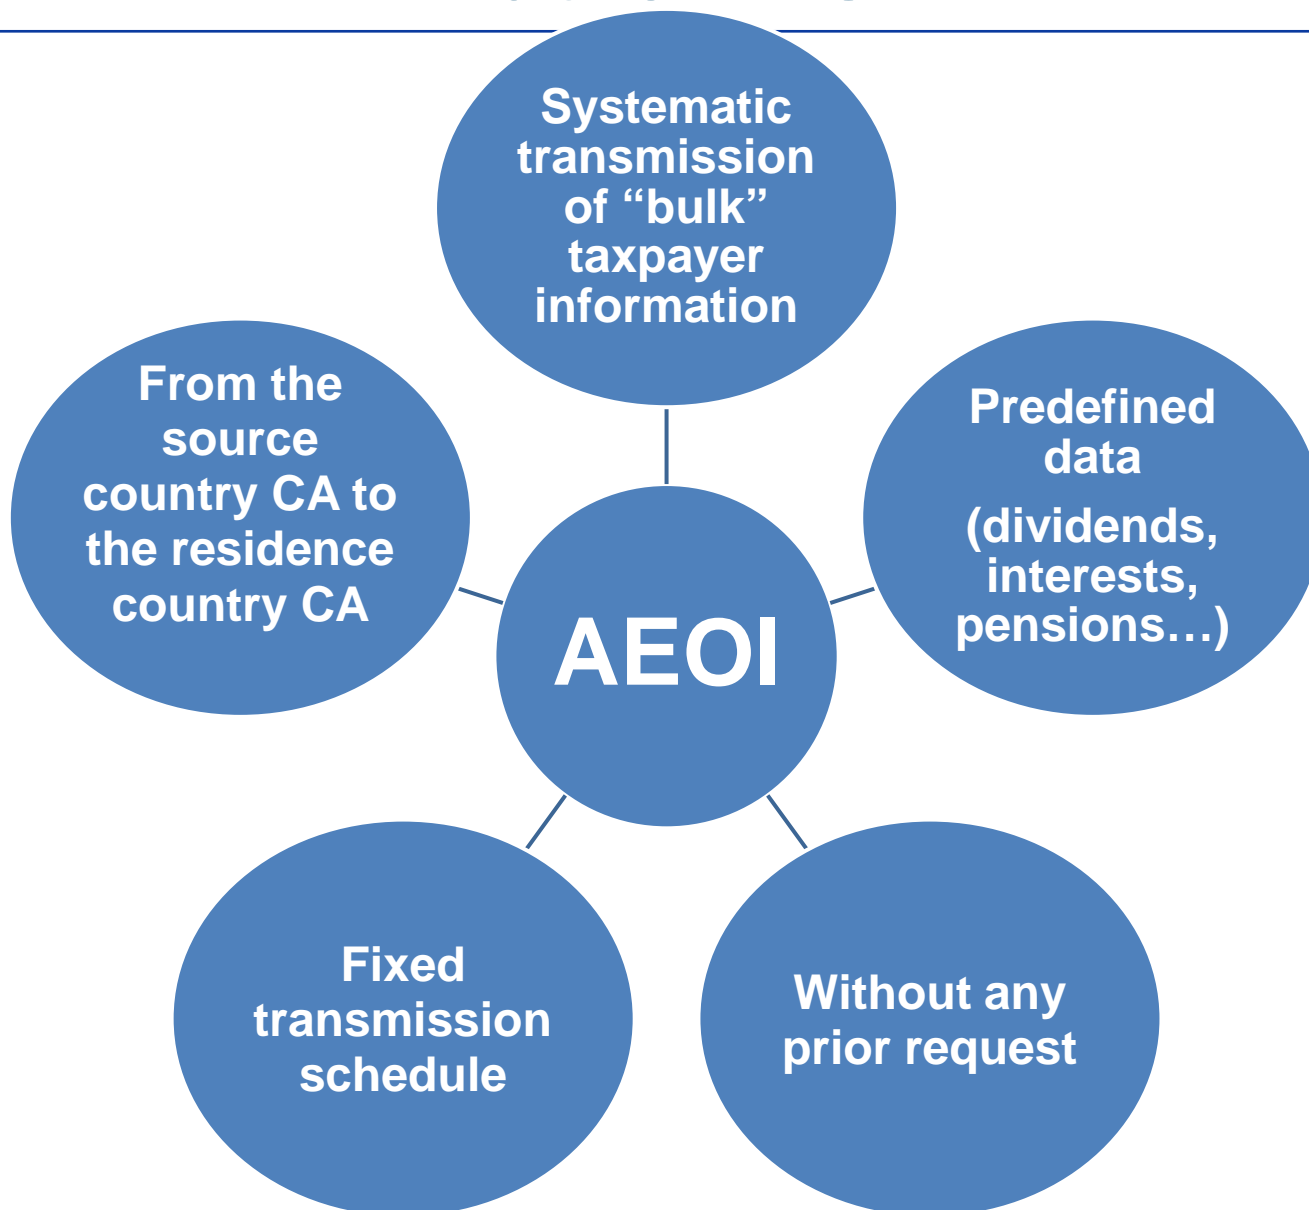 Systematic
transmission
of “bulk”
taxpayer
information
Predefined
data
(dividends,
interests,
pensions…)
Without any
prior request
Fixed
transmission
schedule
From the
source
country CA to
the residence
country CA
AEOI